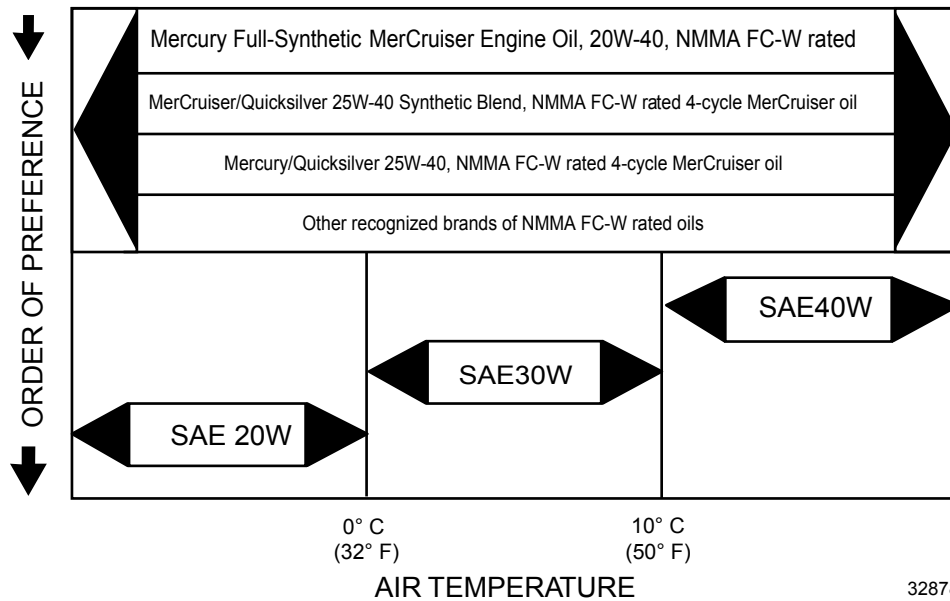 ORDER OF PREFERENCE
Mercury Full-Synthetic MerCruiser Engine Oil, 20W-40, NMMA FC-W rated
MerCruiser/Quicksilver 25W-40 Synthetic Blend, NMMA FC-W rated 4-cycle MerCruiser oil
Mercury/Quicksilver 25W-40, NMMA FC-W rated 4-cycle MerCruiser oil
Other recognized brands of NMMA FC-W rated oils
SAE40W
SAE30W
SAE 20W
0° C
(32° F)
10° C
(50° F)
AIR TEMPERATURE